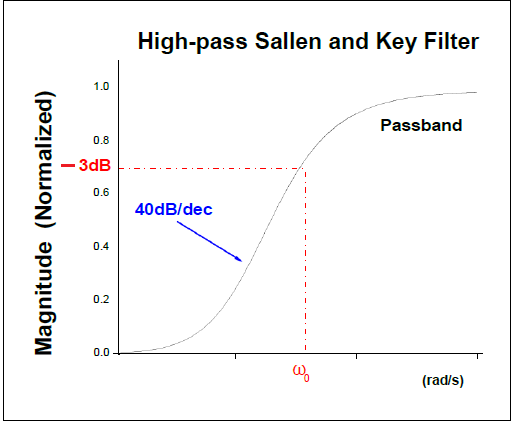 High-pass Sallen and Key Filter
Magnitude (Normalized)
1.0
0.8
0.6
0.4
0.2
0.0
− 3dB
Passband
40dB/dec
ω0
(rad/s)